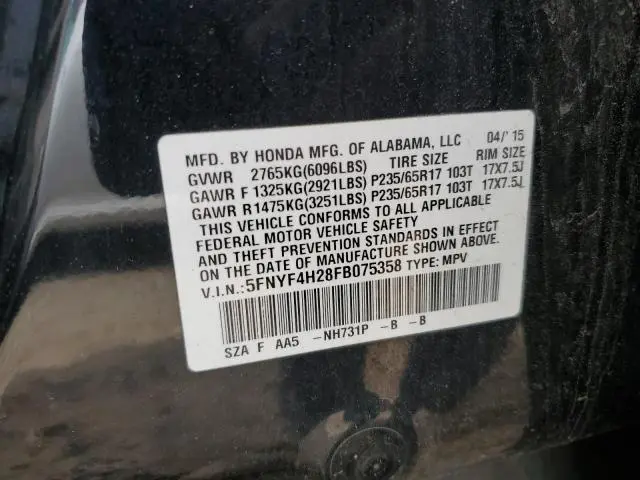 MFD. BY HONDA MFG. OF ALABAMA, LLC 04/'15
GVWR 2765KG(6096LBS) TIRE SIZE RIM SIZE
GAWR F 1325KG(2921LBS) P235/65R17 103T 17X7.5J
GAWR R1475KG(3251LBS) P235/65R17 103T 17X7.5J
THIS VEHICLE CONFORMS TO ALL APPLICABLE
FEDERAL MOTOR VEHICLE SAFETY
AND THEFT PREVENTION STANDARDS IN EFFECT
ON THE DATE OF MANUFACTURE SHOWN ABOVE.
V.I.N.:5FNYF4H28FB075358 TYPE: MPV
SZA F AA5 -NH731P -B -B